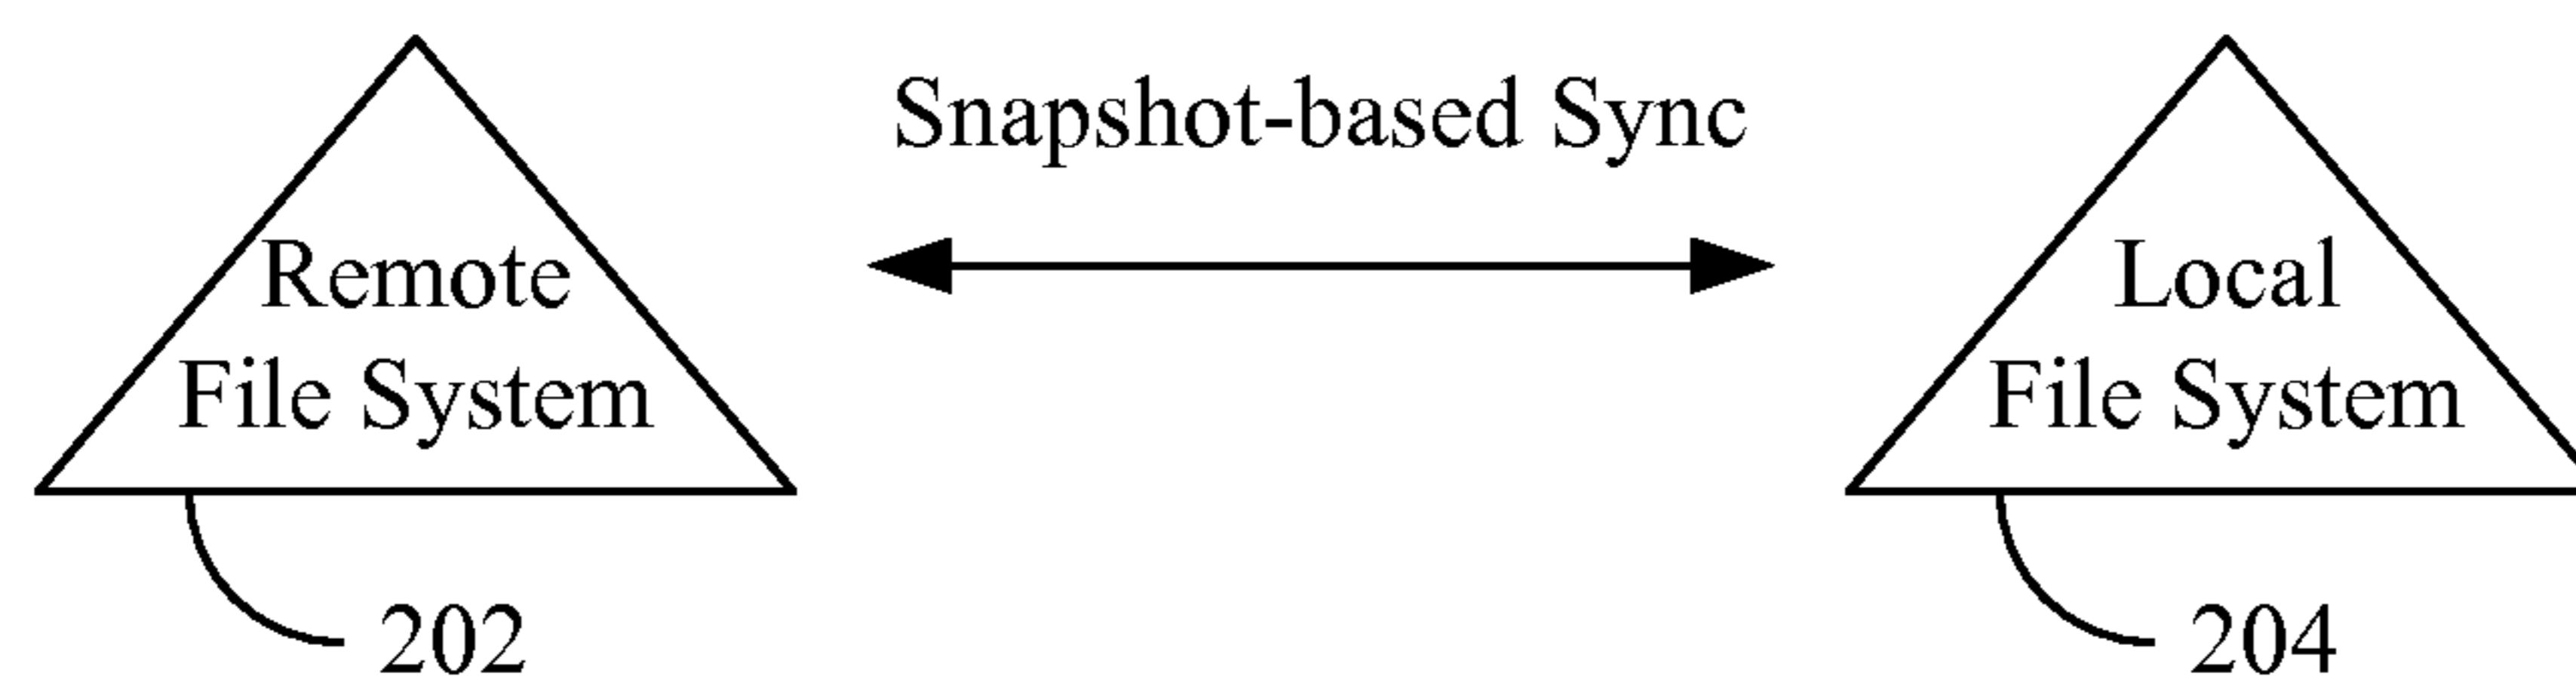 Snapshot-based Sync
Remote
File System
Local
File System
202
204